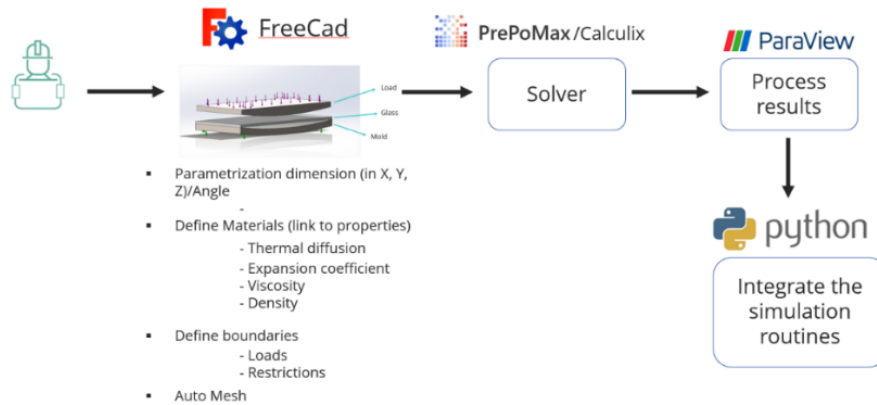 FreeCad
PrePoMax/Calculix
ParaView
Load
Glass
Mold
Solver
Process
results
▪ Parametrization dimension (in X, Y,
Z)/Angle
-
▪ Define Materials (link to properties)
- Thermal diffusion
- Expansion coefficient
- Viscosity
- Density
▪ Define boundaries
- Loads
- Restrictions
▪ Auto Mesh
python
Integrate the
simulation
routines